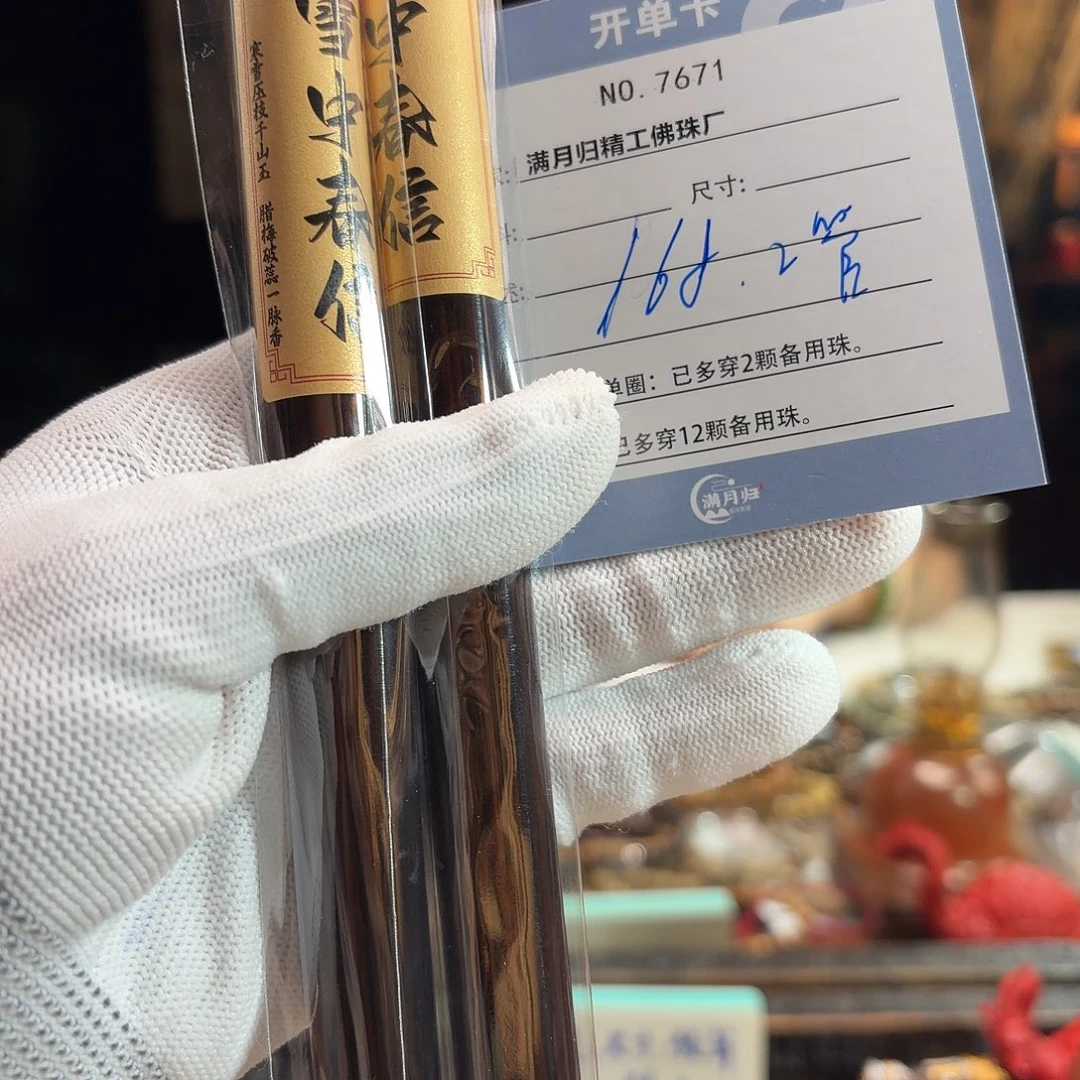 雪中春信
寒雪压枝千山玉 腊梅破蕊一脉香
中春信
开单卡
NO.7671
满月归精工佛珠厂
尺寸:
168.2管
单圈：已多穿2颗备用珠。
已多穿12颗备用珠。
满月归